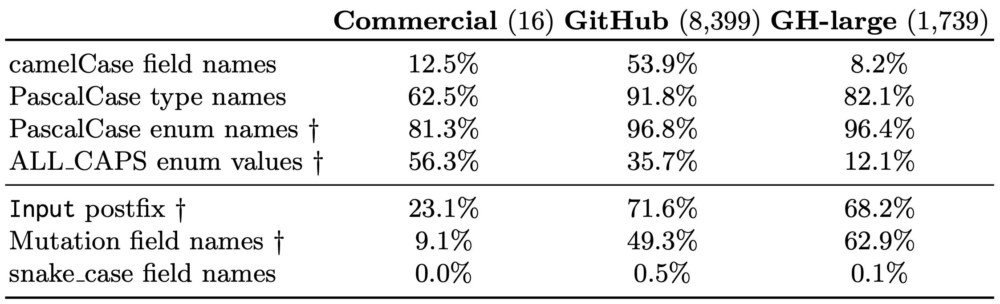 Commercial (16) GitHub (8,399) GH-large (1,739)
camelCase field names 12.5% 53.9% 8.2%
PascalCase type names 62.5% 91.8% 82.1%
PascalCase enum names † 81.3% 96.8% 96.4%
ALL_CAPS enum values † 56.3% 35.7% 12.1%
Input postfix † 23.1% 71.6% 68.2%
Mutation field names † 9.1% 49.3% 62.9%
snake_case field names 0.0% 0.5% 0.1%